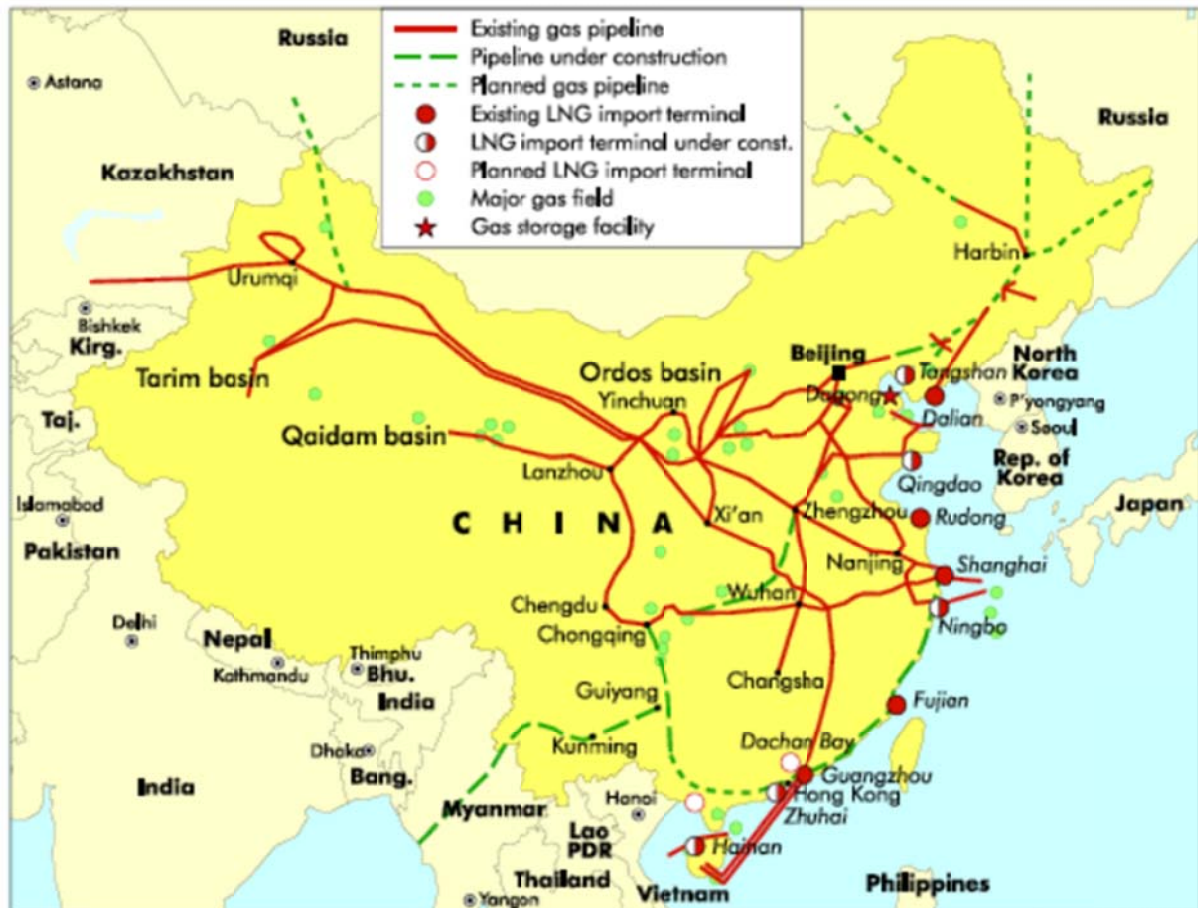 Existing gas pipeline
Pipeline under construction
Planned gas pipeline
Existing LNG import terminal
LNG import terminal under const.
Planned LNG import terminal
Major gas field
Gas storage facility
Russia
Astana
Kazakhstan
Russia
Harbin
Urumqi
Bishkek
Kirg.
Tarim basin
Ordos basin
Yinchuan
Beijing
Tangshan
North
Korea
Dagong
P'yongyang
Dalian
Seoul
Taj.
Qaidam basin
Lanzhou
Rep. of
Korea
Qingdao
Japan
Islamabad
Pakistan
CHINA
Xi'an
Zhengzhou
Rudong
Nanjing
Shanghai
Chengdu
Wuhan
Ningbo
Chongqing
Delhi
Nepal
Kathmandu
Thimphu
Bhu.
India
Guiyang
Changsha
Fujian
Dhaka
Bang.
Kunming
Dachan Bay
Guangzhou
Hong Kong
Zhuhai
India
Myanmar
Hanoi
Lao
PDR
Hainan
Thailand
Vietnam
Philippines
Yangon